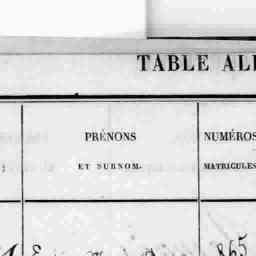 TABLE AL
PRÉNONS
NUMÉROS
ET SURNOM.
MATRICULES
865